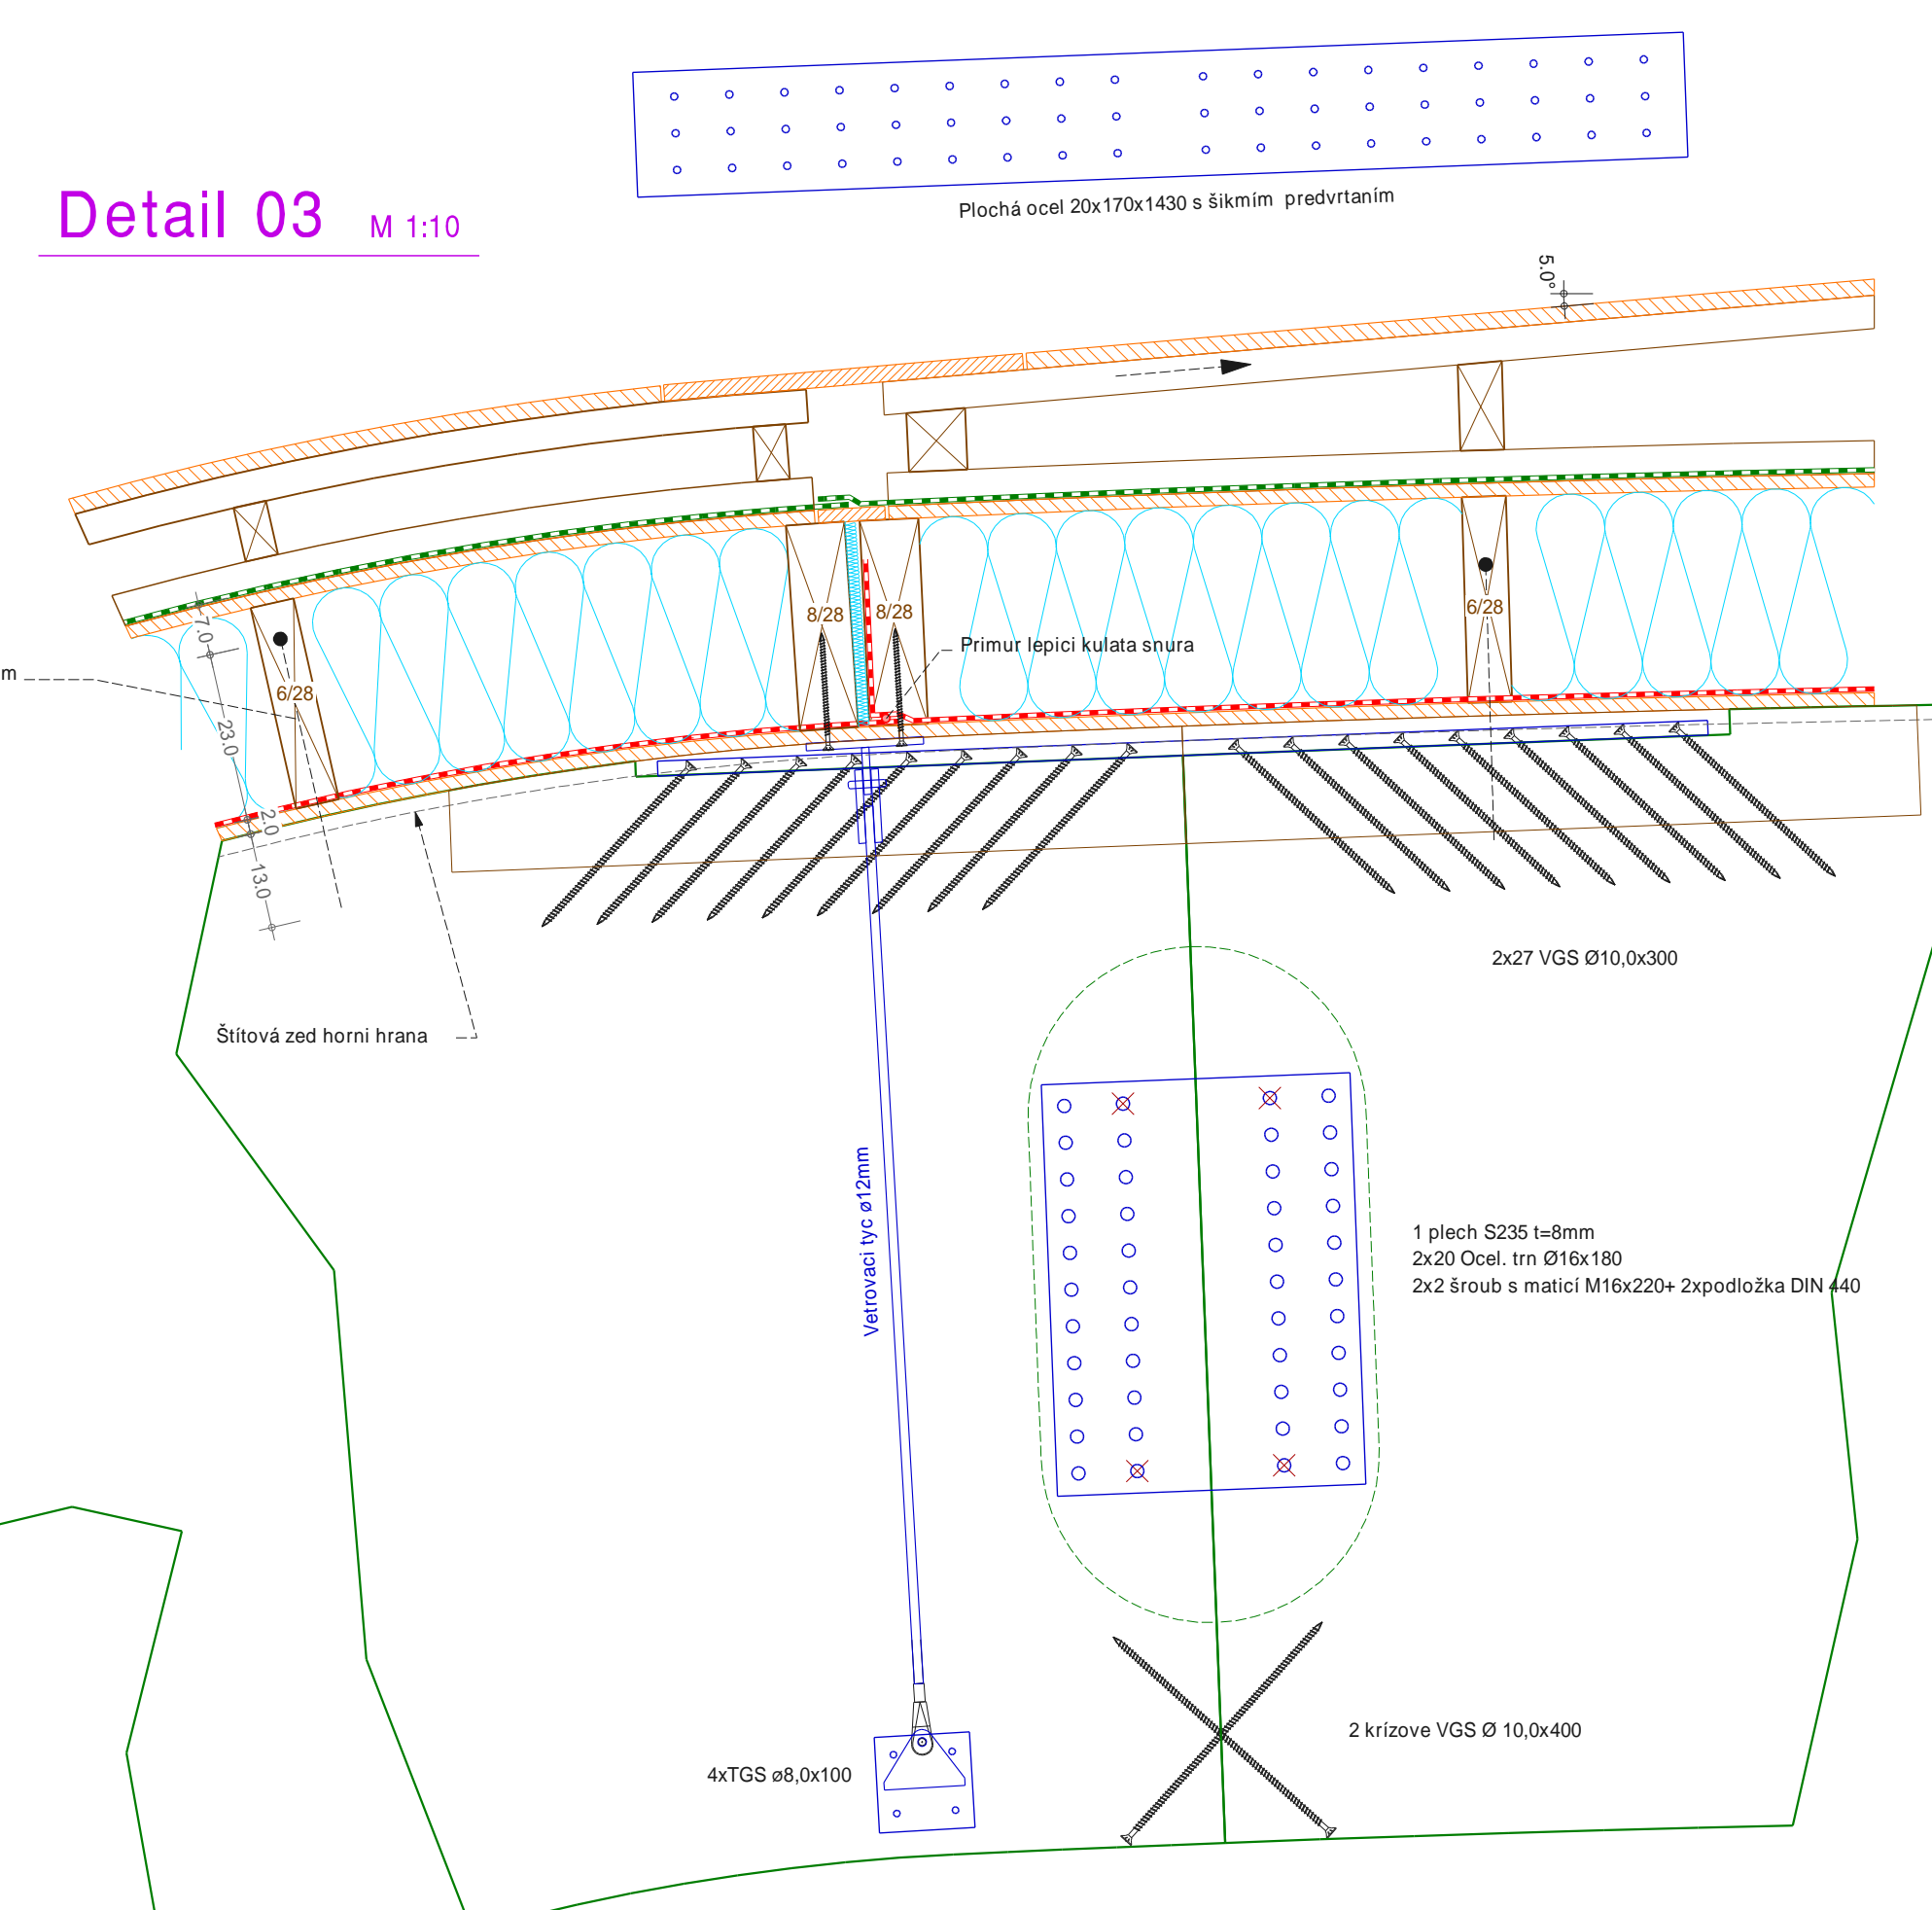 Plochá ocel 20x170x1430 s šikmím predvrtaním
Detail 03 M 1:10
5.0°
7.0
8/28
8/28
6/28
Primur lepici kulata snura
m
6/28
23.0
2.0
13.0
2x27 VGS Ø10,0x300
Štítová zed horni hrana
Vetrovaci tyc ø12mm
1 plech S235 t=8mm
2x20 Ocel. trn Ø16x180
2x2 šroub s maticí M16x220+ 2xpodložka DIN 440
2 krízove VGS Ø 10,0x400
4xTGS ø8,0x100